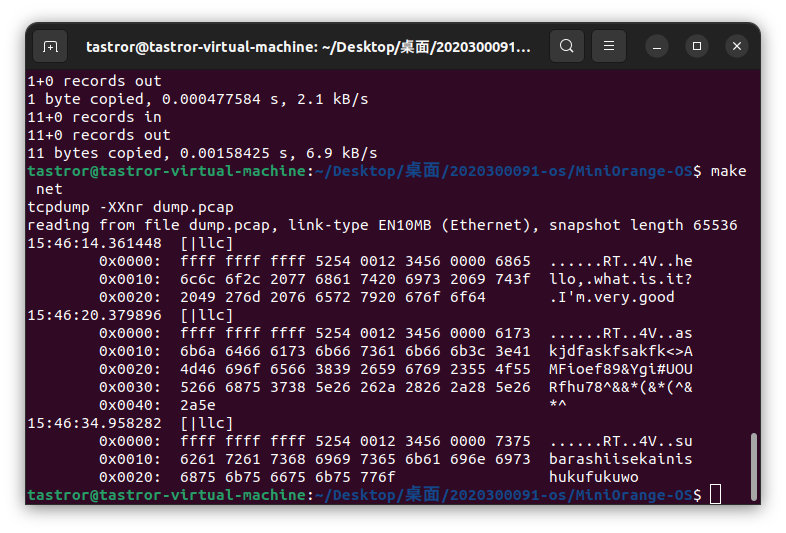 tastror@tastror-virtual-machine: ~/Desktop/桌面/2020300091...
1+0 records out
1 byte copied, 0.000477584 s, 2.1 kB/s
11+0 records in
11+0 records out
11 bytes copied, 0.00158425 s, 6.9 kB/s
tastror@tastror-virtual-machine:~/Desktop/桌面/2020300091-os/MiniOrange-OS$ make
 net
tcpdump -XXnr dump.pcap
reading from file dump.pcap, link-type EN10MB (Ethernet), snapshot length 65536
15:46:14.361448  [|llc]
        0x0000:  ffff ffff ffff 5254 0012 3456 0000 6865  ......RT..4V..he
        0x0010:  6c6c 6f2c 2077 6861 7420 6973 2069 743f  llo,.what.is.it?
        0x0020:  2049 276d 2076 6572 7920 676f 6f64       .I'm.very.good
15:46:20.379896  [|llc]
        0x0000:  ffff ffff ffff 5254 0012 3456 0000 6173  ......RT..4V..as
        0x0010:  6b6a 6466 6173 6b66 7361 6b66 6b3c 3e41  kjdfaskfsakfk<>A
        0x0020:  4d46 696f 6566 3839 2659 6769 2355 4f55  MFioef89&Ygi#UOU
        0x0030:  5266 6875 3738 5e26 262a 2826 2a28 5e26  Rfhu78^&&*(&*(^&
        0x0040:  2a5e                                     *^
15:46:34.958282  [|llc]
        0x0000:  ffff ffff ffff 5254 0012 3456 0000 7375  ......RT..4V..su
        0x0010:  6261 7261 7368 6969 7365 6b61 696e 6973  barashiisekainis
        0x0020:  6875 6b75 6675 6b75 776f                 hukufukuwo
tastror@tastror-virtual-machine:~/Desktop/桌面/2020300091-os/MiniOrange-OS$